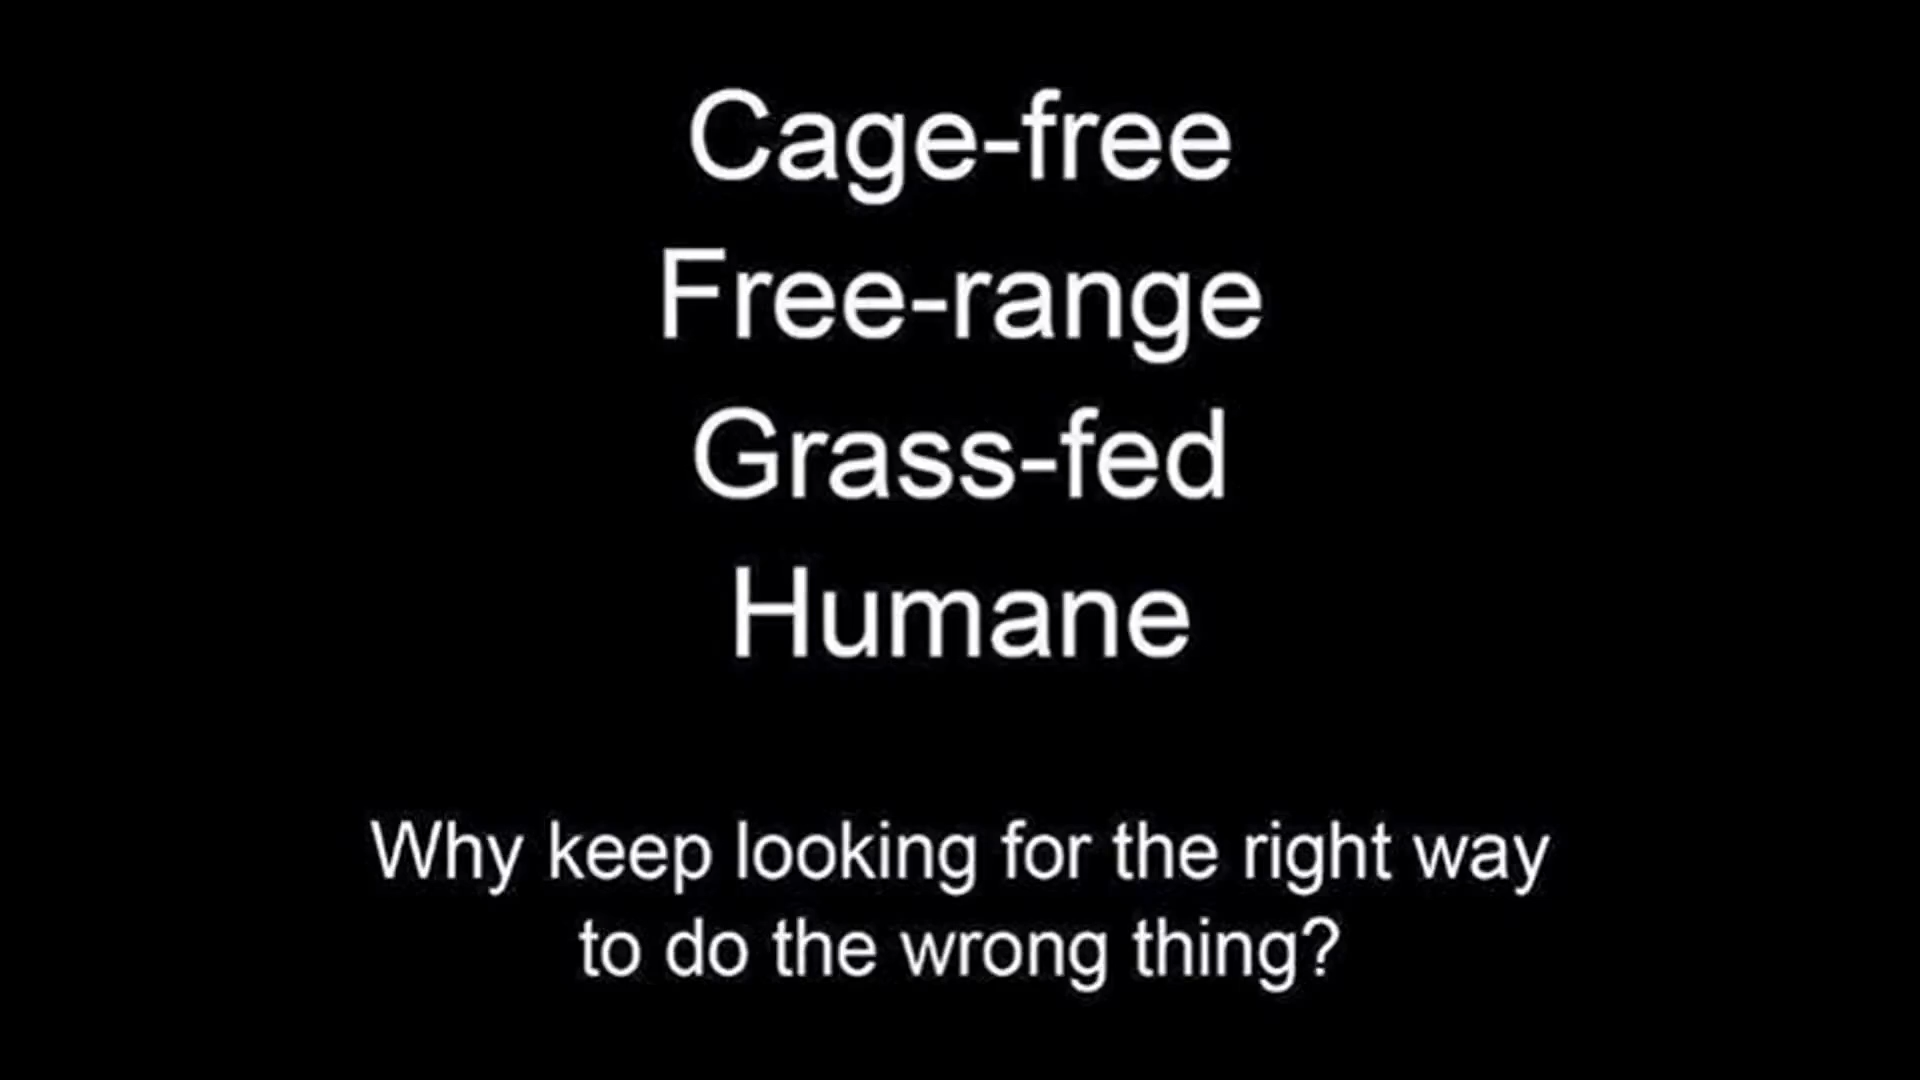 Cage-free
Free-range
Grass-fed
Humane
Why keep looking for the right way
to do the wrong thing?